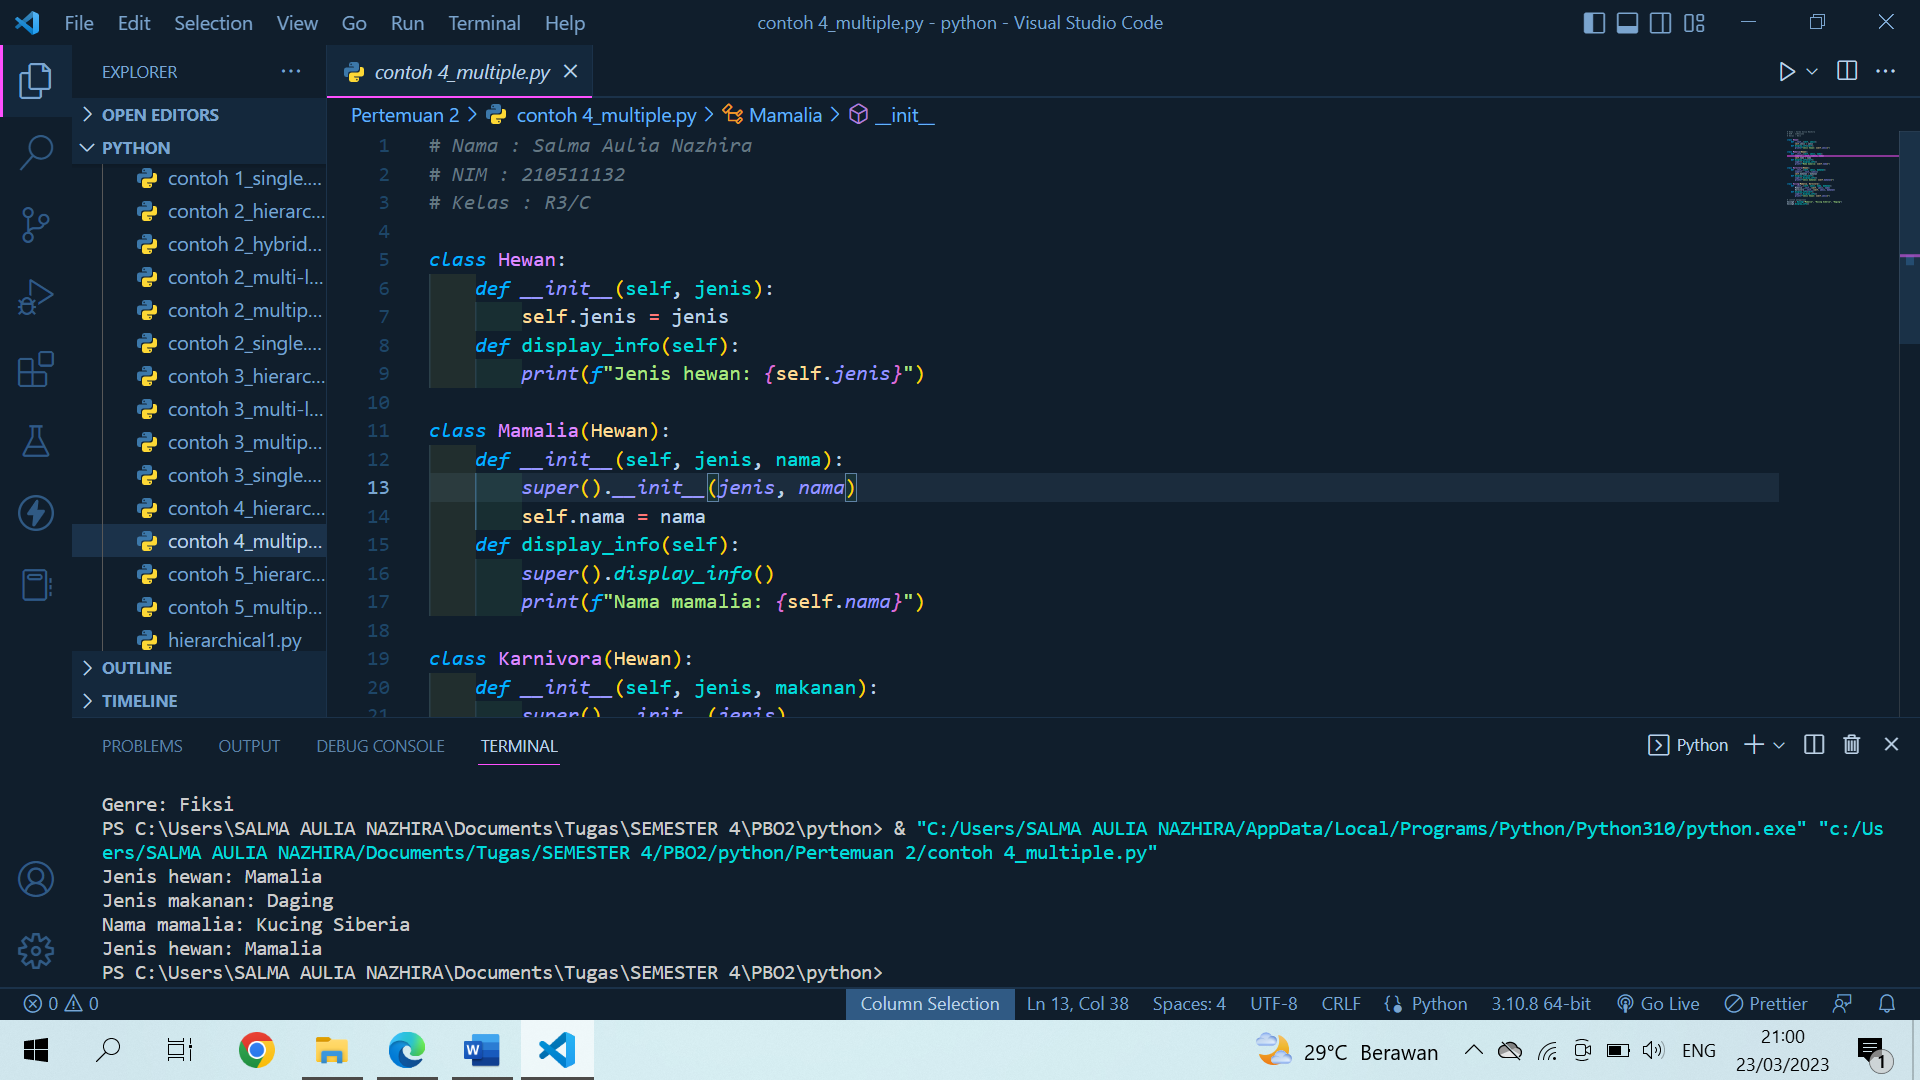 File Edit Selection View Go Run Terminal Help
contoh 4_multiple.py - python - Visual Studio Code
EXPLORER
contoh 4_multiple.py
OPEN EDITORS
PYTHON
contoh 1_single....
contoh 2_hierarc...
contoh 2_hybrid...
contoh 2_multi-l...
contoh 2_multip...
contoh 2_single....
contoh 3_hierarc...
contoh 3_multi-l...
contoh 3_multip...
contoh 3_single....
contoh 4_hierarc...
contoh 4_multip...
contoh 5_hierarc...
contoh 5_multip...
hierarchical1.py
OUTLINE
TIMELINE
Pertemuan 2 > contoh 4_multiple.py > Mamalia > __init__
1 # Nama : Salma Aulia Nazhira
2 # NIM : 210511132
3 # Kelas : R3/C
4
5 class Hewan:
6 def __init__(self, jenis):
7 self.jenis = jenis
8 def display_info(self):
9 print(f"Jenis hewan: {self.jenis}")
10
11 class Mamalia(Hewan):
12 def __init__(self, jenis, nama):
13 super().__init__(jenis, nama)
14 self.nama = nama
15 def display_info(self):
16 super().display_info()
17 print(f"Nama mamalia: {self.nama}")
18
19 class Karnivora(Hewan):
20 def __init__(self, jenis, makanan):
21 super().__init__(jenis)
PROBLEMS OUTPUT DEBUG CONSOLE TERMINAL
Python
Genre: Fiksi
PS C:\Users\SALMA AULIA NAZHIRA\Documents\Tugas\SEMESTER 4\PBO2\python> & "C:/Users/SALMA AULIA NAZHIRA/AppData/Local/Programs/Python/Python310/python.exe" "c:/Us
ers/SALMA AULIA NAZHIRA/Documents/Tugas/SEMESTER 4/PBO2/python/Pertemuan 2/contoh 4_multiple.py"
Jenis hewan: Mamalia
Jenis makanan: Daging
Nama mamalia: Kucing Siberia
Jenis hewan: Mamalia
PS C:\Users\SALMA AULIA NAZHIRA\Documents\Tugas\SEMESTER 4\PBO2\python>
0 0 Column Selection Ln 13, Col 38 Spaces: 4 UTF-8 CRLF Python 3.10.8 64-bit Go Live Prettier
29°C Berawan ENG
21:00
23/03/2023
1